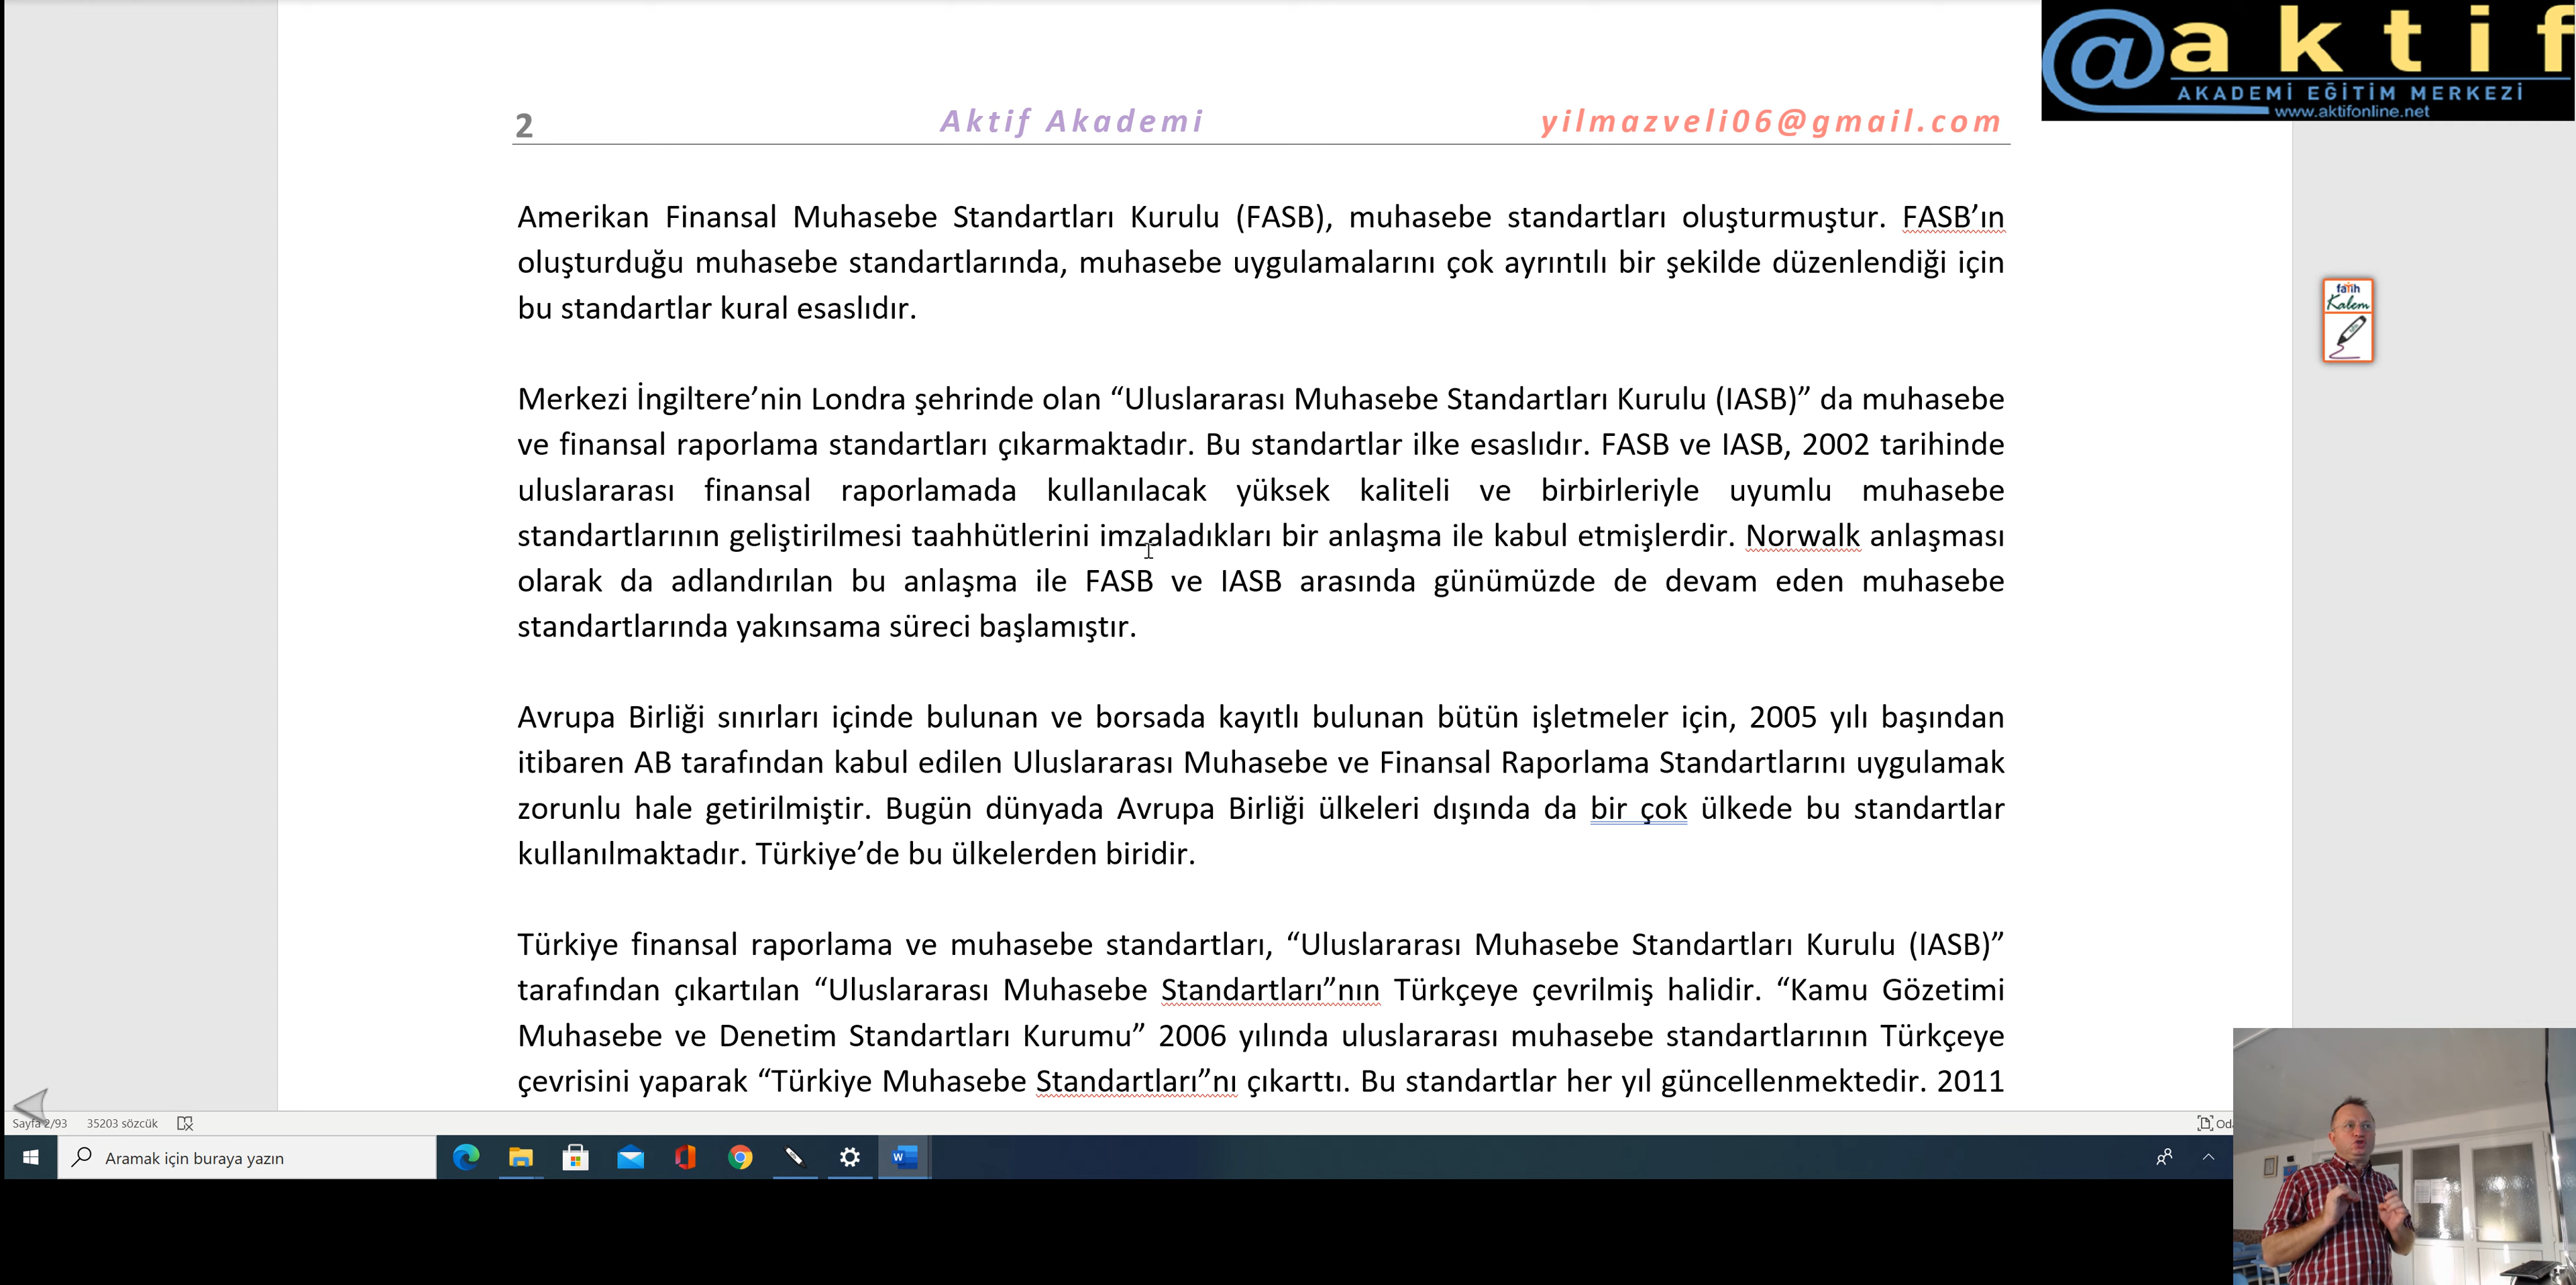 @aktif
AKADEMİ EĞİTİM MERKEZİ
www.aktifonline.net
2 Aktif Akademi yilmazveli06@gmail.com
Amerikan Finansal Muhasebe Standartları Kurulu (FASB), muhasebe standartları oluşturmuştur. FASB’ın
oluşturduğu muhasebe standartlarında, muhasebe uygulamalarını çok ayrıntılı bir şekilde düzenlendiği için
bu standartlar kural esaslıdır.
fatih
Kalem
Merkezi İngiltere’nin Londra şehrinde olan “Uluslararası Muhasebe Standartları Kurulu (IASB)” da muhasebe
ve finansal raporlama standartları çıkarmaktadır. Bu standartlar ilke esaslıdır. FASB ve IASB, 2002 tarihinde
uluslararası finansal raporlamada kullanılacak yüksek kaliteli ve birbirleriyle uyumlu muhasebe
standartlarının geliştirilmesi taahhütlerini imzaladıkları bir anlaşma ile kabul etmişlerdir. Norwalk anlaşması
olarak da adlandırılan bu anlaşma ile FASB ve IASB arasında günümüzde de devam eden muhasebe
standartlarında yakınsama süreci başlamıştır.
Avrupa Birliği sınırları içinde bulunan ve borsada kayıtlı bulunan bütün işletmeler için, 2005 yılı başından
itibaren AB tarafından kabul edilen Uluslararası Muhasebe ve Finansal Raporlama Standartlarını uygulamak
zorunlu hale getirilmiştir. Bugün dünyada Avrupa Birliği ülkeleri dışında da bir çok ülkede bu standartlar
kullanılmaktadır. Türkiye’de bu ülkelerden biridir.
Türkiye finansal raporlama ve muhasebe standartları, “Uluslararası Muhasebe Standartları Kurulu (IASB)”
tarafından çıkartılan “Uluslararası Muhasebe Standartları”nın Türkçeye çevrilmiş halidir. “Kamu Gözetimi
Muhasebe ve Denetim Standartları Kurumu” 2006 yılında uluslararası muhasebe standartlarının Türkçeye
çevrisini yaparak “Türkiye Muhasebe Standartları”nı çıkarttı. Bu standartlar her yıl güncellenmektedir. 2011
Sayfa 2/93 35203 sözcük
Aramak için buraya yazın